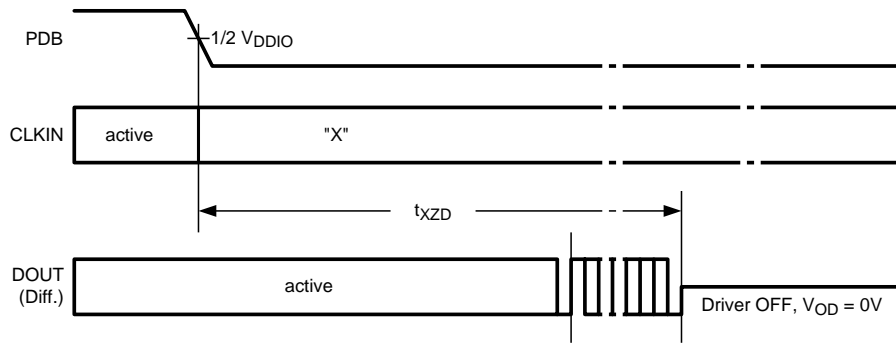 PDB
1/2 VDDIO
CLKIN
active
"X"
tXZD
DOUT
(Diff.)
active
Driver OFF, VOD = 0V